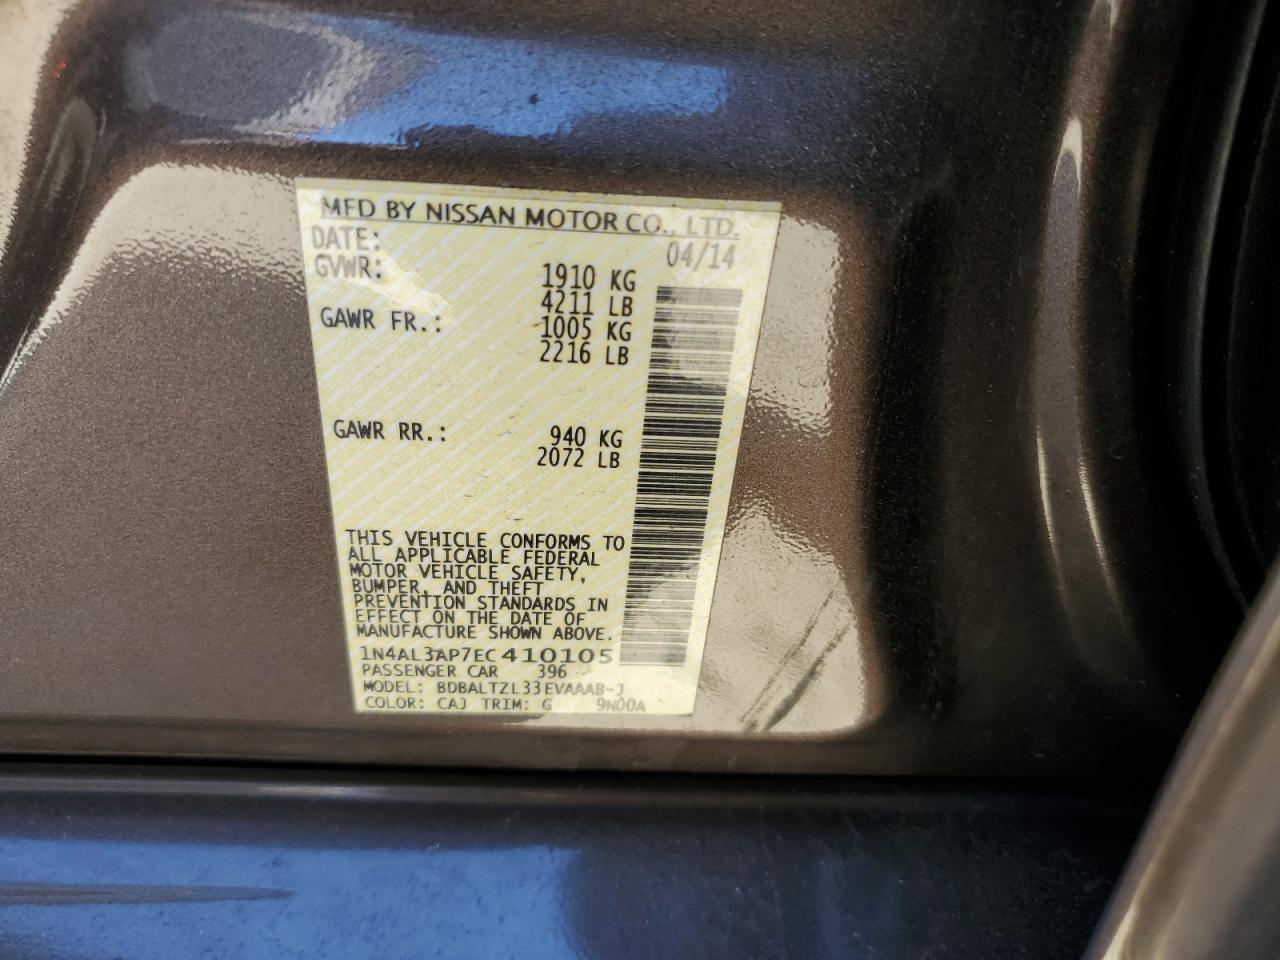 MFD BY NISSAN MOTOR CO., LTD.
DATE: 04/14
GVWR: 1910 KG
4211 LB
GAWR FR.: 1005 KG
2216 LB
GAWR RR.: 940 KG
2072 LB
THIS VEHICLE CONFORMS TO
ALL APPLICABLE FEDERAL
MOTOR VEHICLE SAFETY,
BUMPER, AND THEFT
PREVENTION STANDARDS IN
EFFECT ON THE DATE OF
MANUFACTURE SHOWN ABOVE.
1N4AL3AP7EC410105
PASSENGER CAR 396
MODEL: BDBALTZL33EVAAAB-J
COLOR: CAJ TRIM: G 9N00A